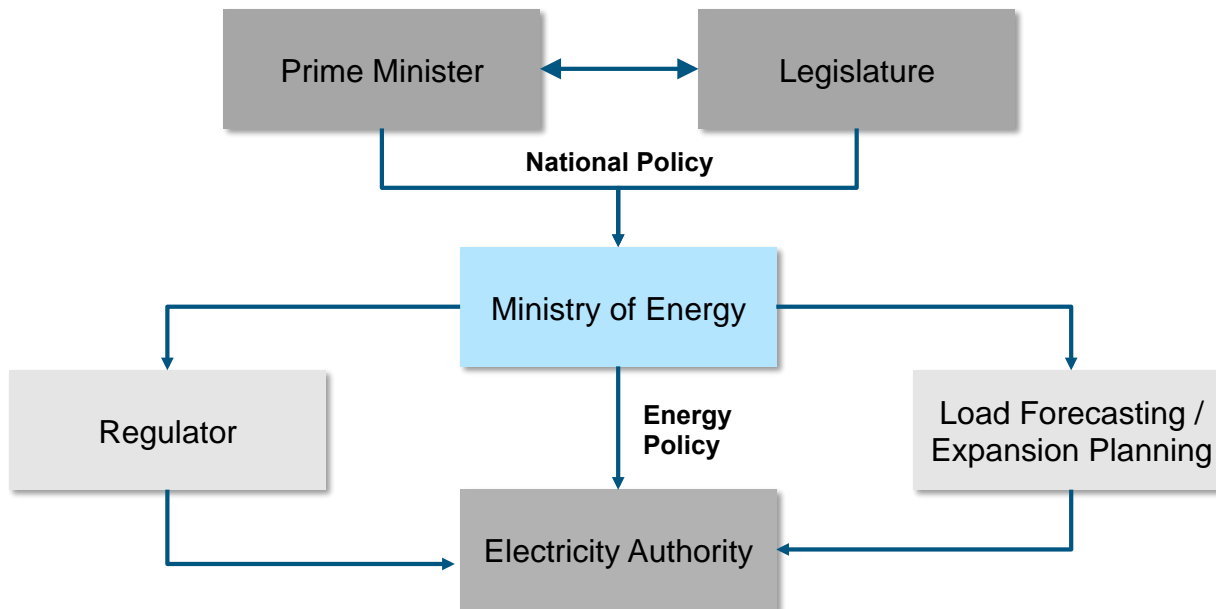 Prime Minister
Legislature
National Policy
Ministry of Energy
Regulator
Energy
Policy
Load Forecasting /
Expansion Planning
Electricity Authority